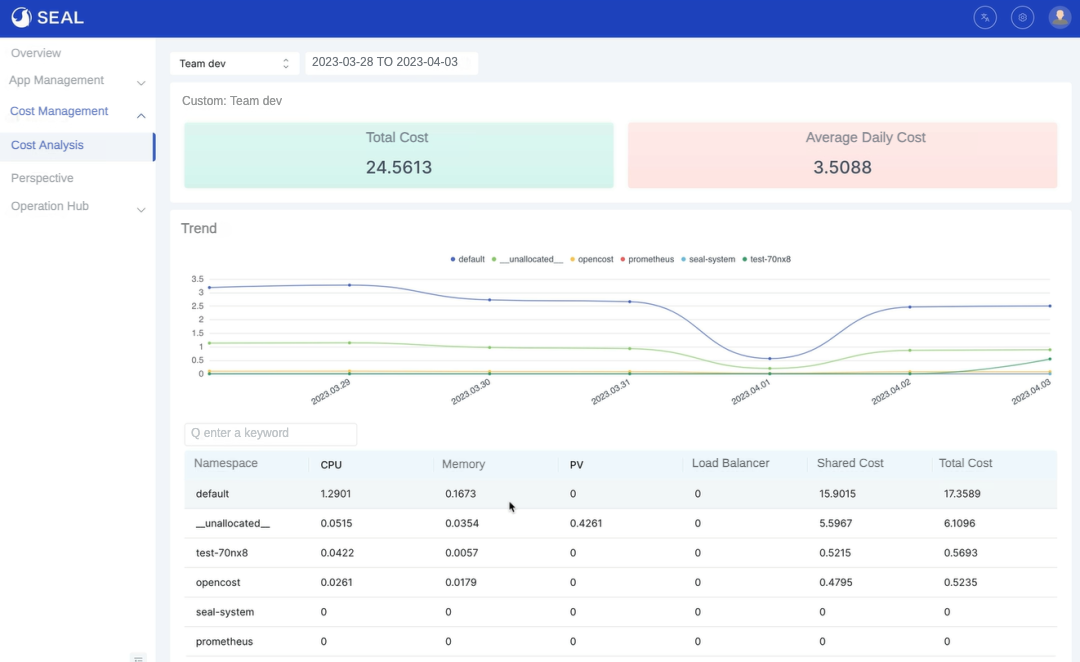 SEAL
Overview
App Management
Cost Management
Cost Analysis
Perspective
Operation Hub
Team dev
2023-03-28 TO 2023-04-03
Custom: Team dev
Total Cost
24.5613
Average Daily Cost
3.5088
Trend
default __unallocated__ opencost prometheus seal-system test-70nx8
3.5
3
2.5
2
1.5
1
0.5
0
2023.03.29 2023.03.30 2023.03.31 2023.04.01 2023.04.02 2023.04.03
Q enter a keyword
Namespace CPU Memory PV Load Balancer Shared Cost Total Cost
default 1.2901 0.1673 0 0 15.9015 17.3589
__unallocated__ 0.0515 0.0354 0.4261 0 5.5967 6.1096
test-70nx8 0.0422 0.0057 0 0 0.5215 0.5693
opencost 0.0261 0.0179 0 0 0.4795 0.5235
seal-system 0 0 0 0 0 0
prometheus 0 0 0 0 0 0